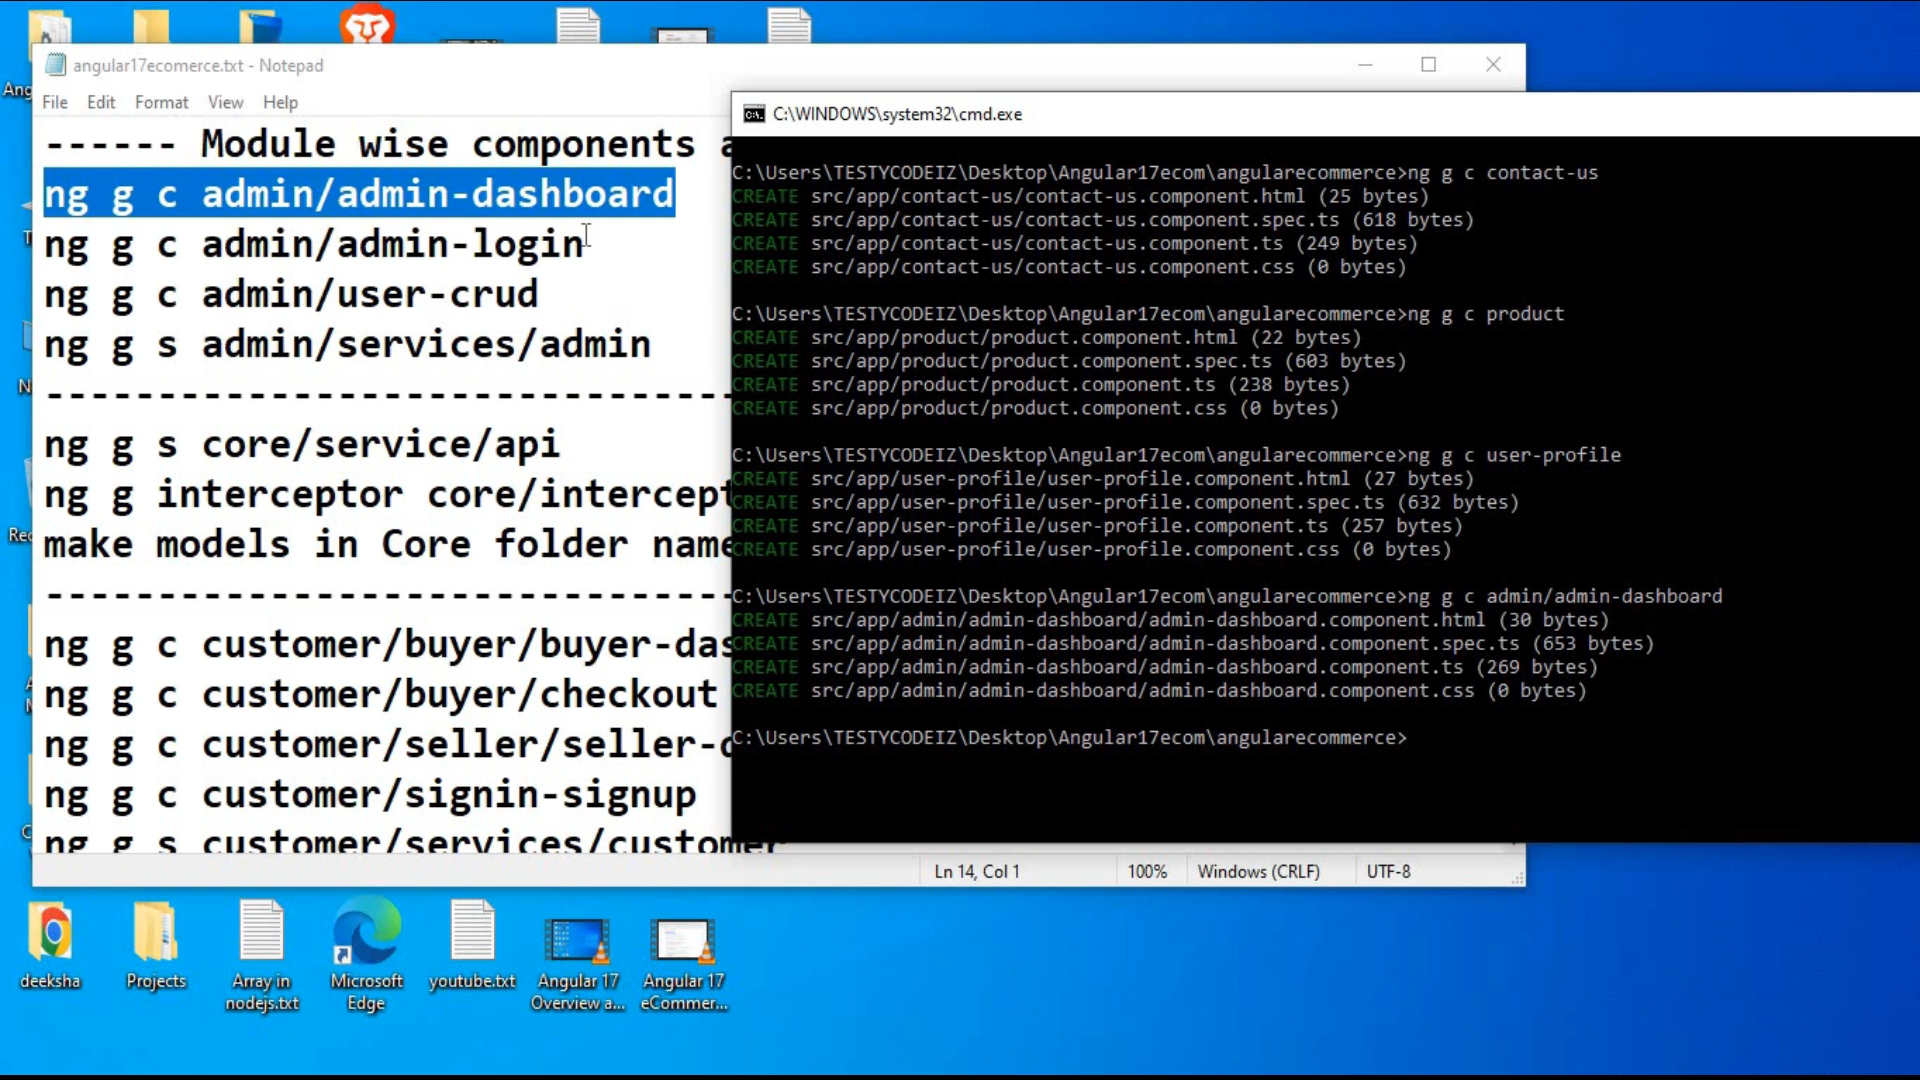 angular17ecomerce.txt - Notepad
File Edit Format View Help
------ Module wise components
ng g c admin/admin-dashboard
ng g c admin/admin-login
ng g c admin/user-crud
ng g s admin/services/admin
-------------------------------
ng g s core/service/api
ng g interceptor core/intercept
make models in Core folder name
-------------------------------
ng g c customer/buyer/buyer-das
ng g c customer/buyer/checkout
ng g c customer/seller/seller-
ng g c customer/signin-signup
ng g s customer/services/customer
Ln 14, Col 1 100% Windows (CRLF) UTF-8
C:\WINDOWS\system32\cmd.exe
C:\Users\TESTYCODEIZ\Desktop\Angular17ecom\angularecommerce>ng g c contact-us
CREATE src/app/contact-us/contact-us.component.html (25 bytes)
CREATE src/app/contact-us/contact-us.component.spec.ts (618 bytes)
CREATE src/app/contact-us/contact-us.component.ts (249 bytes)
CREATE src/app/contact-us/contact-us.component.css (0 bytes)
C:\Users\TESTYCODEIZ\Desktop\Angular17ecom\angularecommerce>ng g c product
CREATE src/app/product/product.component.html (22 bytes)
CREATE src/app/product/product.component.spec.ts (603 bytes)
CREATE src/app/product/product.component.ts (238 bytes)
CREATE src/app/product/product.component.css (0 bytes)
C:\Users\TESTYCODEIZ\Desktop\Angular17ecom\angularecommerce>ng g c user-profile
CREATE src/app/user-profile/user-profile.component.html (27 bytes)
CREATE src/app/user-profile/user-profile.component.spec.ts (632 bytes)
CREATE src/app/user-profile/user-profile.component.ts (257 bytes)
CREATE src/app/user-profile/user-profile.component.css (0 bytes)
C:\Users\TESTYCODEIZ\Desktop\Angular17ecom\angularecommerce>ng g c admin/admin-dashboard
CREATE src/app/admin/admin-dashboard/admin-dashboard.component.html (30 bytes)
CREATE src/app/admin/admin-dashboard/admin-dashboard.component.spec.ts (653 bytes)
CREATE src/app/admin/admin-dashboard/admin-dashboard.component.ts (269 bytes)
CREATE src/app/admin/admin-dashboard/admin-dashboard.component.css (0 bytes)
C:\Users\TESTYCODEIZ\Desktop\Angular17ecom\angularecommerce>
deeksha
Projects
Array in
nodejs.txt
Microsoft
Edge
youtube.txt
Angular 17
Overview a...
Angular 17
eCommer...